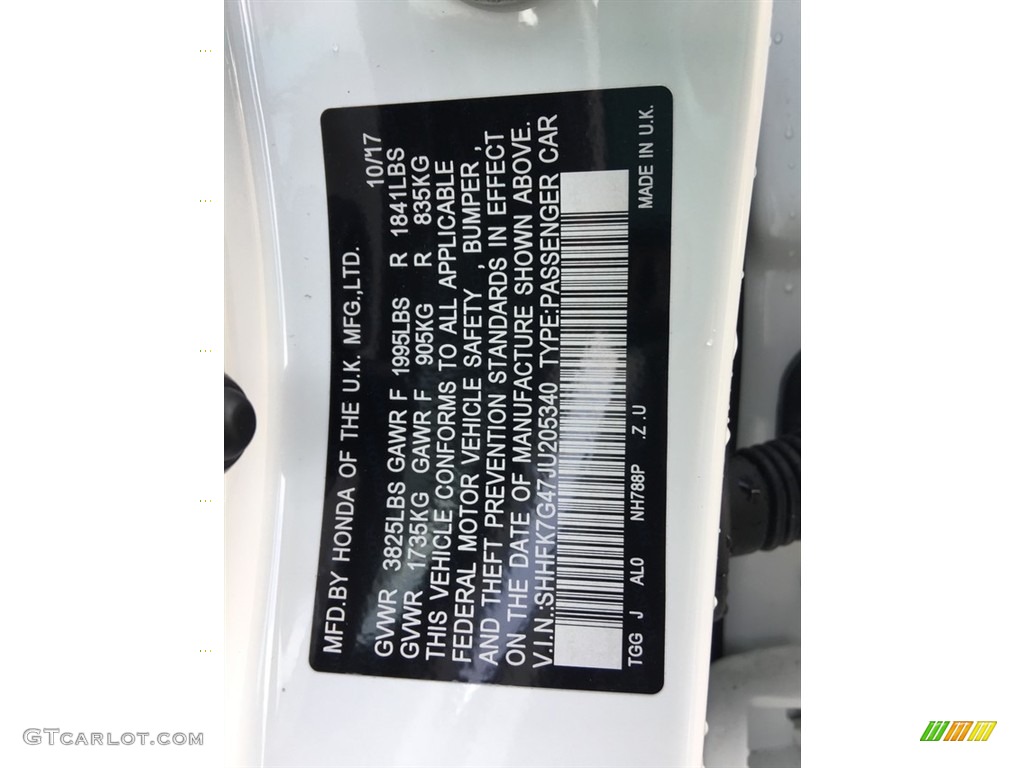 MFD.BY HONDA OF THE U.K. MFG.,LTD.
10/'17
GVWR 3825LBS GAWR F 1995LBS R 1841LBS
GVWR 1735KG GAWR F 905KG R 835KG
THIS VEHICLE CONFORMS TO ALL APPLICABLE
FEDERAL MOTOR VEHICLE SAFETY , BUMPER ,
AND THEFT PREVENTION STANDARDS IN EFFECT
ON THE DATE OF MANUFACTURE SHOWN ABOVE.
V.I.N.:SHHFK7G47JU205340 TYPE:PASSENGER CAR
TGG J AL0 NH788P .Z .U MADE IN U.K.
GTCARLOT.COM